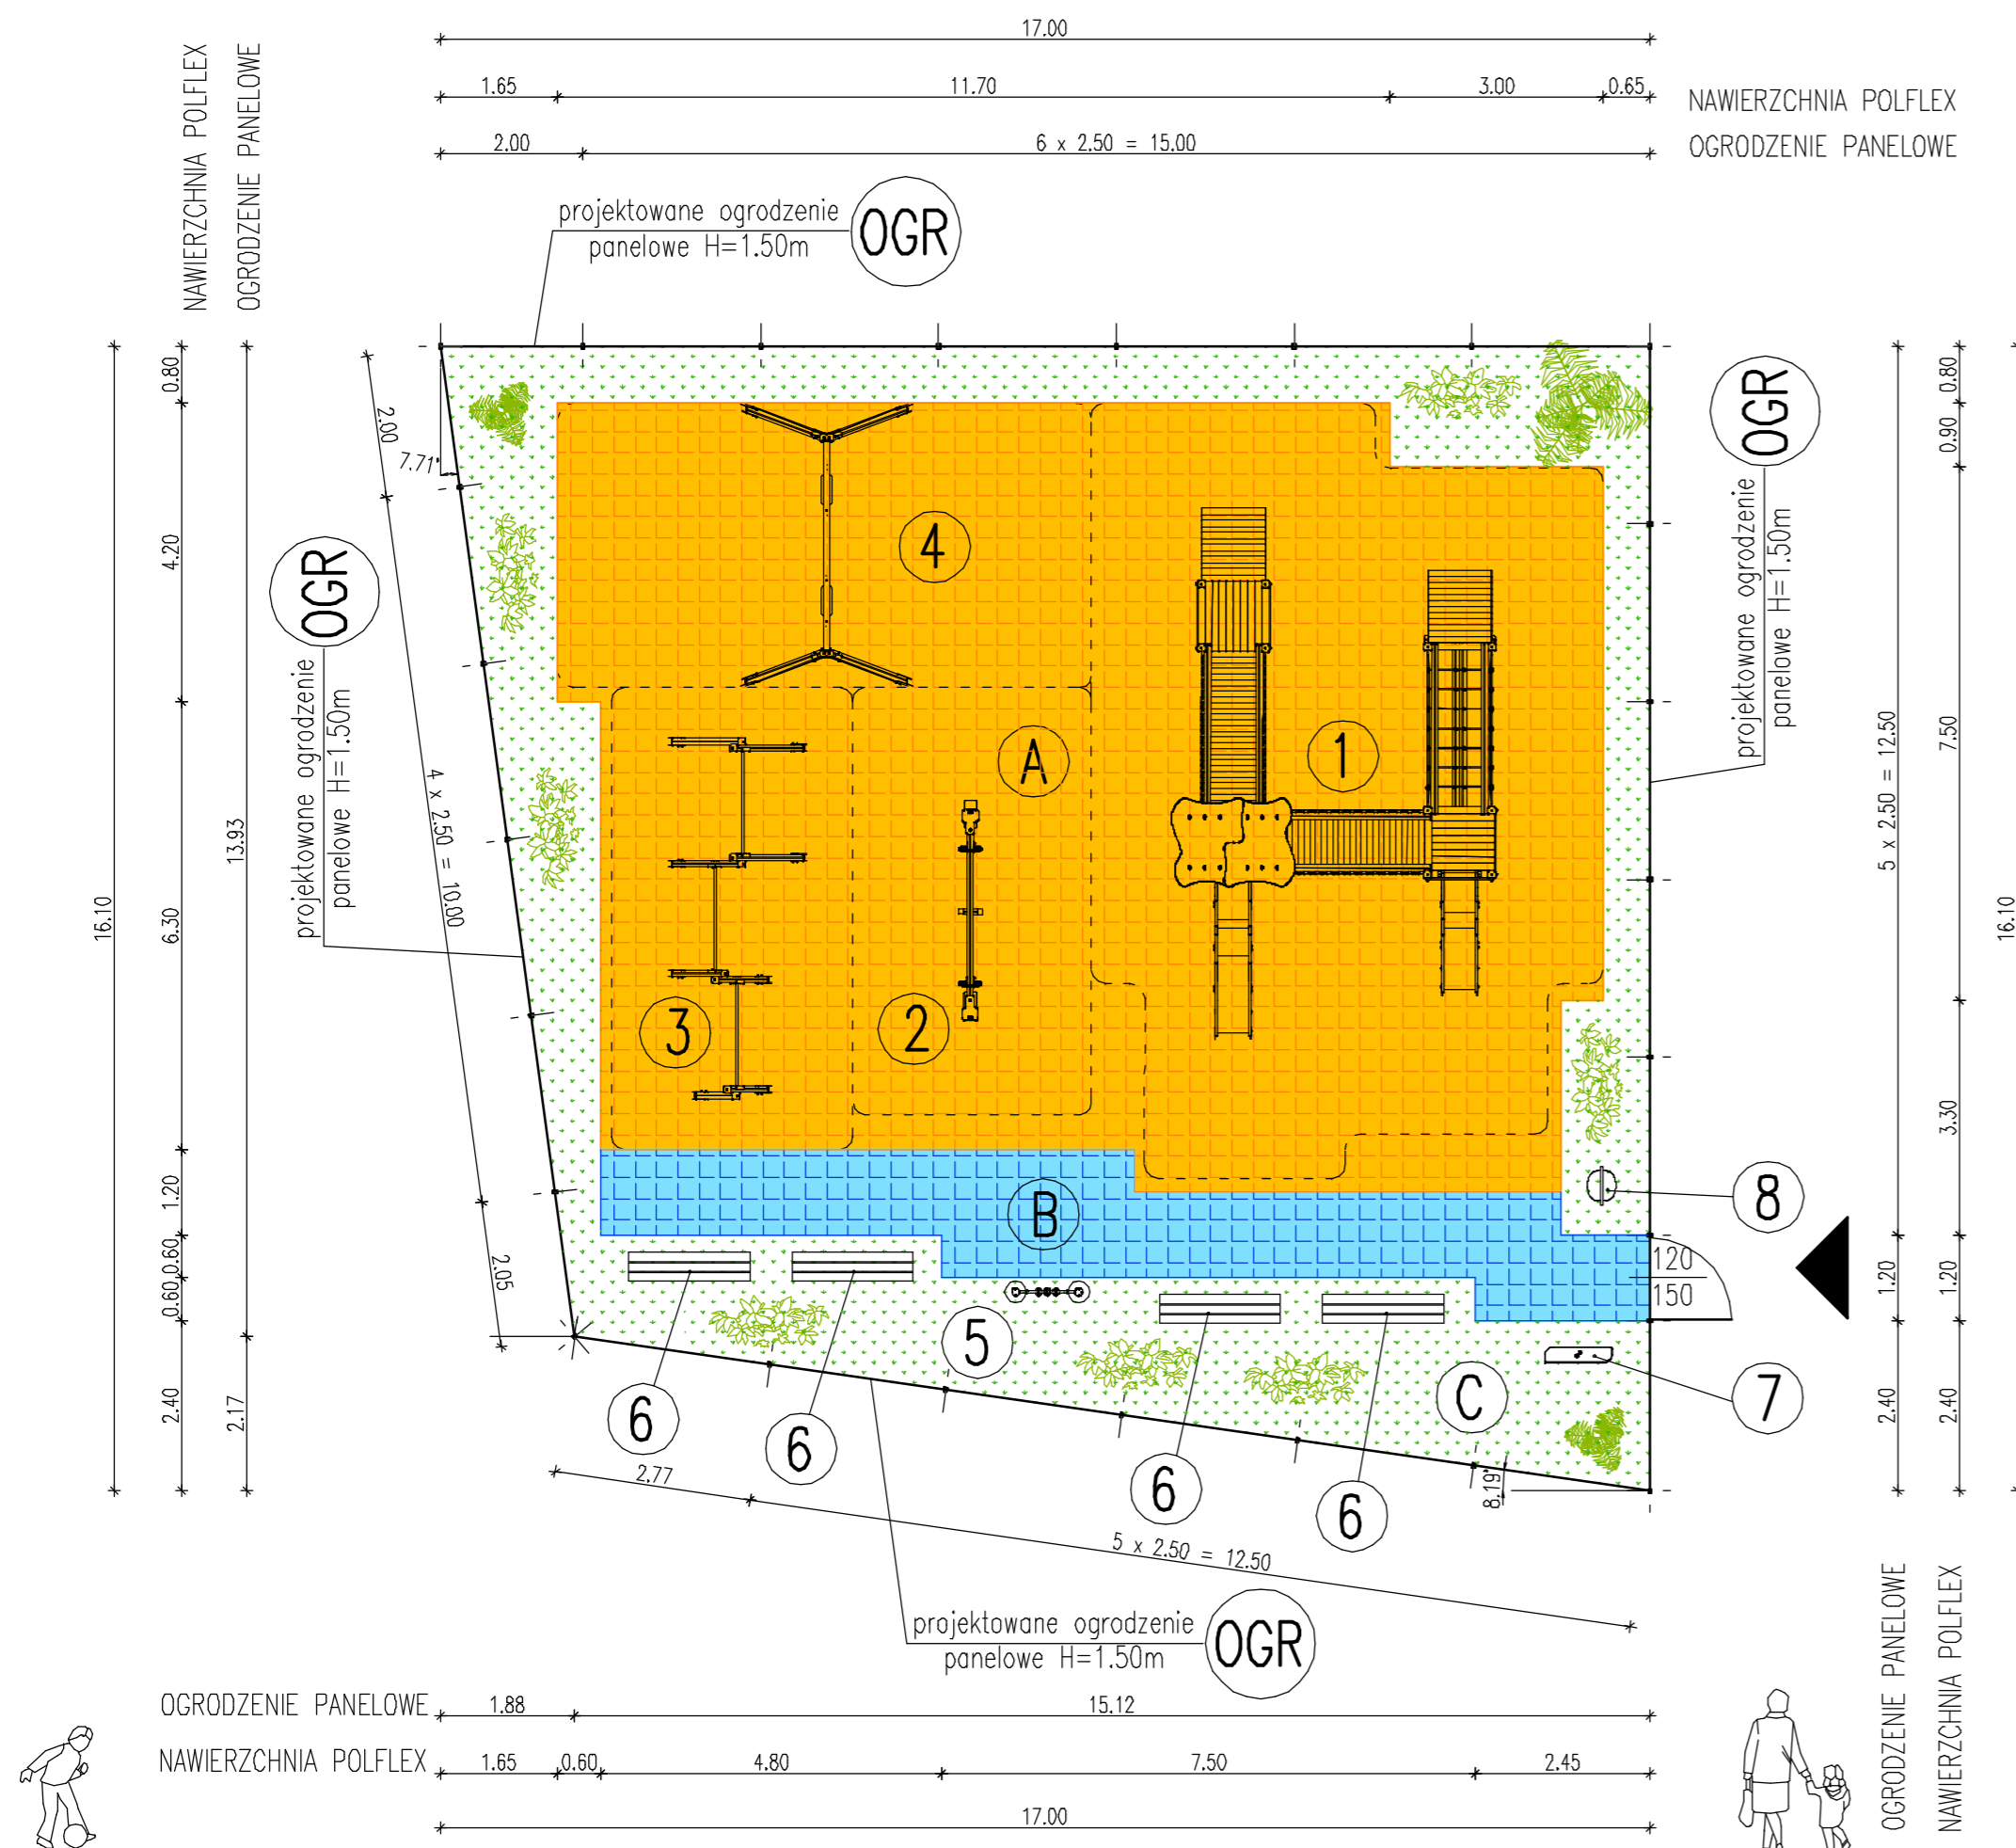 17.00
1.65 11.70 3.00 0.65
NAWIERZCHNIA POLFLEX
2.00 6 x 2.50 = 15.00
OGRODZENIE PANELOWE
NAWIERZCHNIA POLFLEX
OGRODZENIE PANELOWE
projektowane ogrodzenie
panelowe H=1.50m
OGR
OGR
projektowane ogrodzenie
panelowe H=1.50m
OGR
projektowane ogrodzenie
panelowe H=1.50m
16.10
0.80
4.20
6.30
1.20
0.60
0.60
2.40
13.93
2.17
2.00
7.71°
4 x 2.50 = 10.00
2.05
4
A
1
3
2
B
8
120
150
5
C
7
6
6
6
6
5 x 2.50 = 12.50
1.20
2.40
0.80
0.90
7.50
3.30
1.20
2.40
16.10
8.19°
2.77
5 x 2.50 = 12.50
projektowane ogrodzenie
panelowe H=1.50m
OGR
OGRODZENIE PANELOWE
NAWIERZCHNIA POLFLEX
OGRODZENIE PANELOWE 1.88 15.12
NAWIERZCHNIA POLFLEX 1.65 0.60 4.80 7.50 2.45
17.00